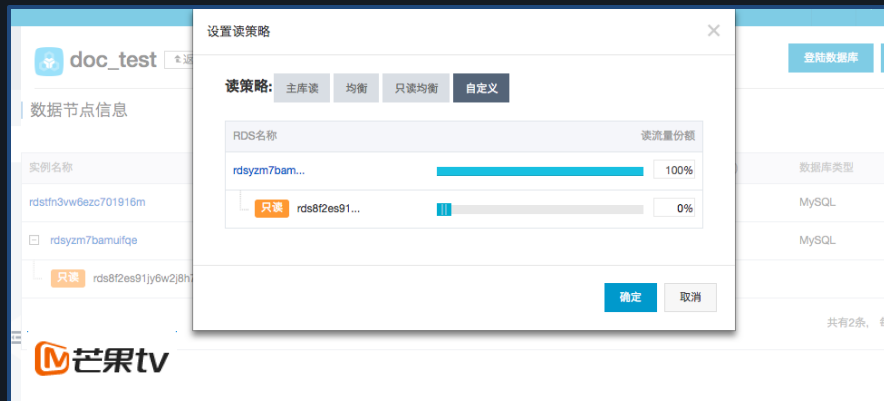 设置读策略
doc_test
登陆数据库
读策略: 主库读 均衡 只读均衡 自定义
数据节点信息
RDS名称 读流量份额
实例名称 数据库类型
rdsyzm7bam... 100%
rdstfn3vw6ezc701916m MySQL
只读 rds8f2es91... 0%
rdsyzm7bamuifqe MySQL
只读 rds8f2es91jy6w2j8h7
确定 取消
共有2条，
芒果tv